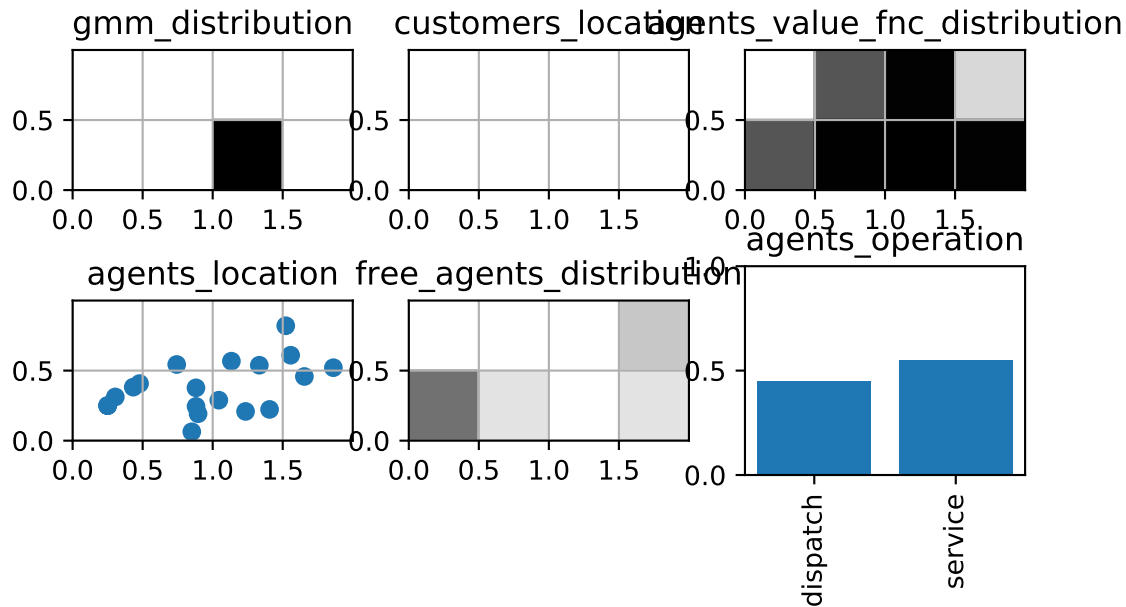 gmm_distribution
customers_location
agents_value_fnc_distribution
0.5
0.0
0.0 0.5 1.0 1.5
0.5
0.0
0.0 0.5 1.0 1.5
0.5
0.0
0.0 0.5 1.0 1.5
agents_location
free_agents_distribution
agents_operation
0.5
0.0
0.0 0.5 1.0 1.5
0.5
0.0
0.0 0.5 1.0 1.5
1.0
0.5
0.0
dispatch
service